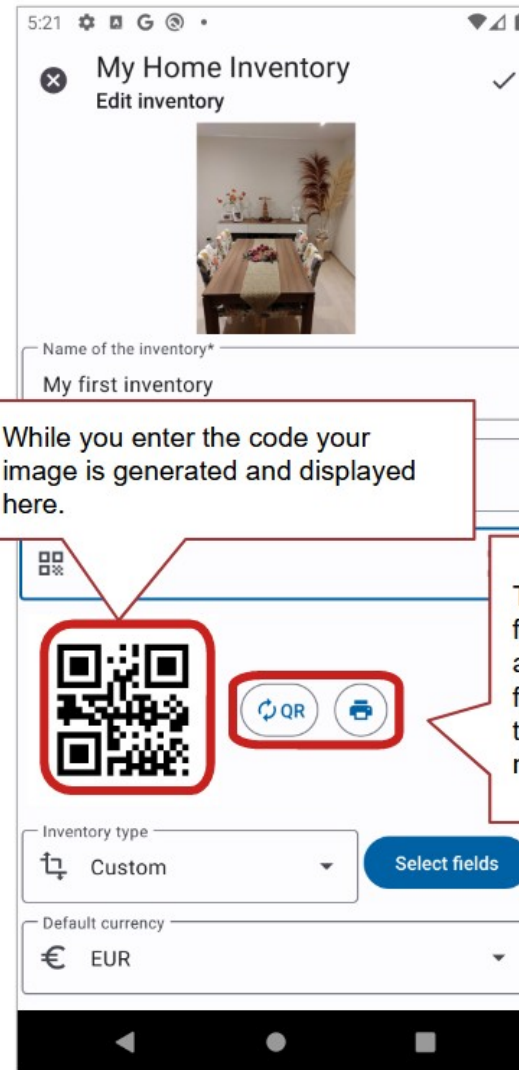 5:21
My Home Inventory
Edit inventory
Name of the inventory*
My first inventory
While you enter the code your
image is generated and displayed
here.
QR
Inventory type
Custom
Select fields
Default currency
EUR